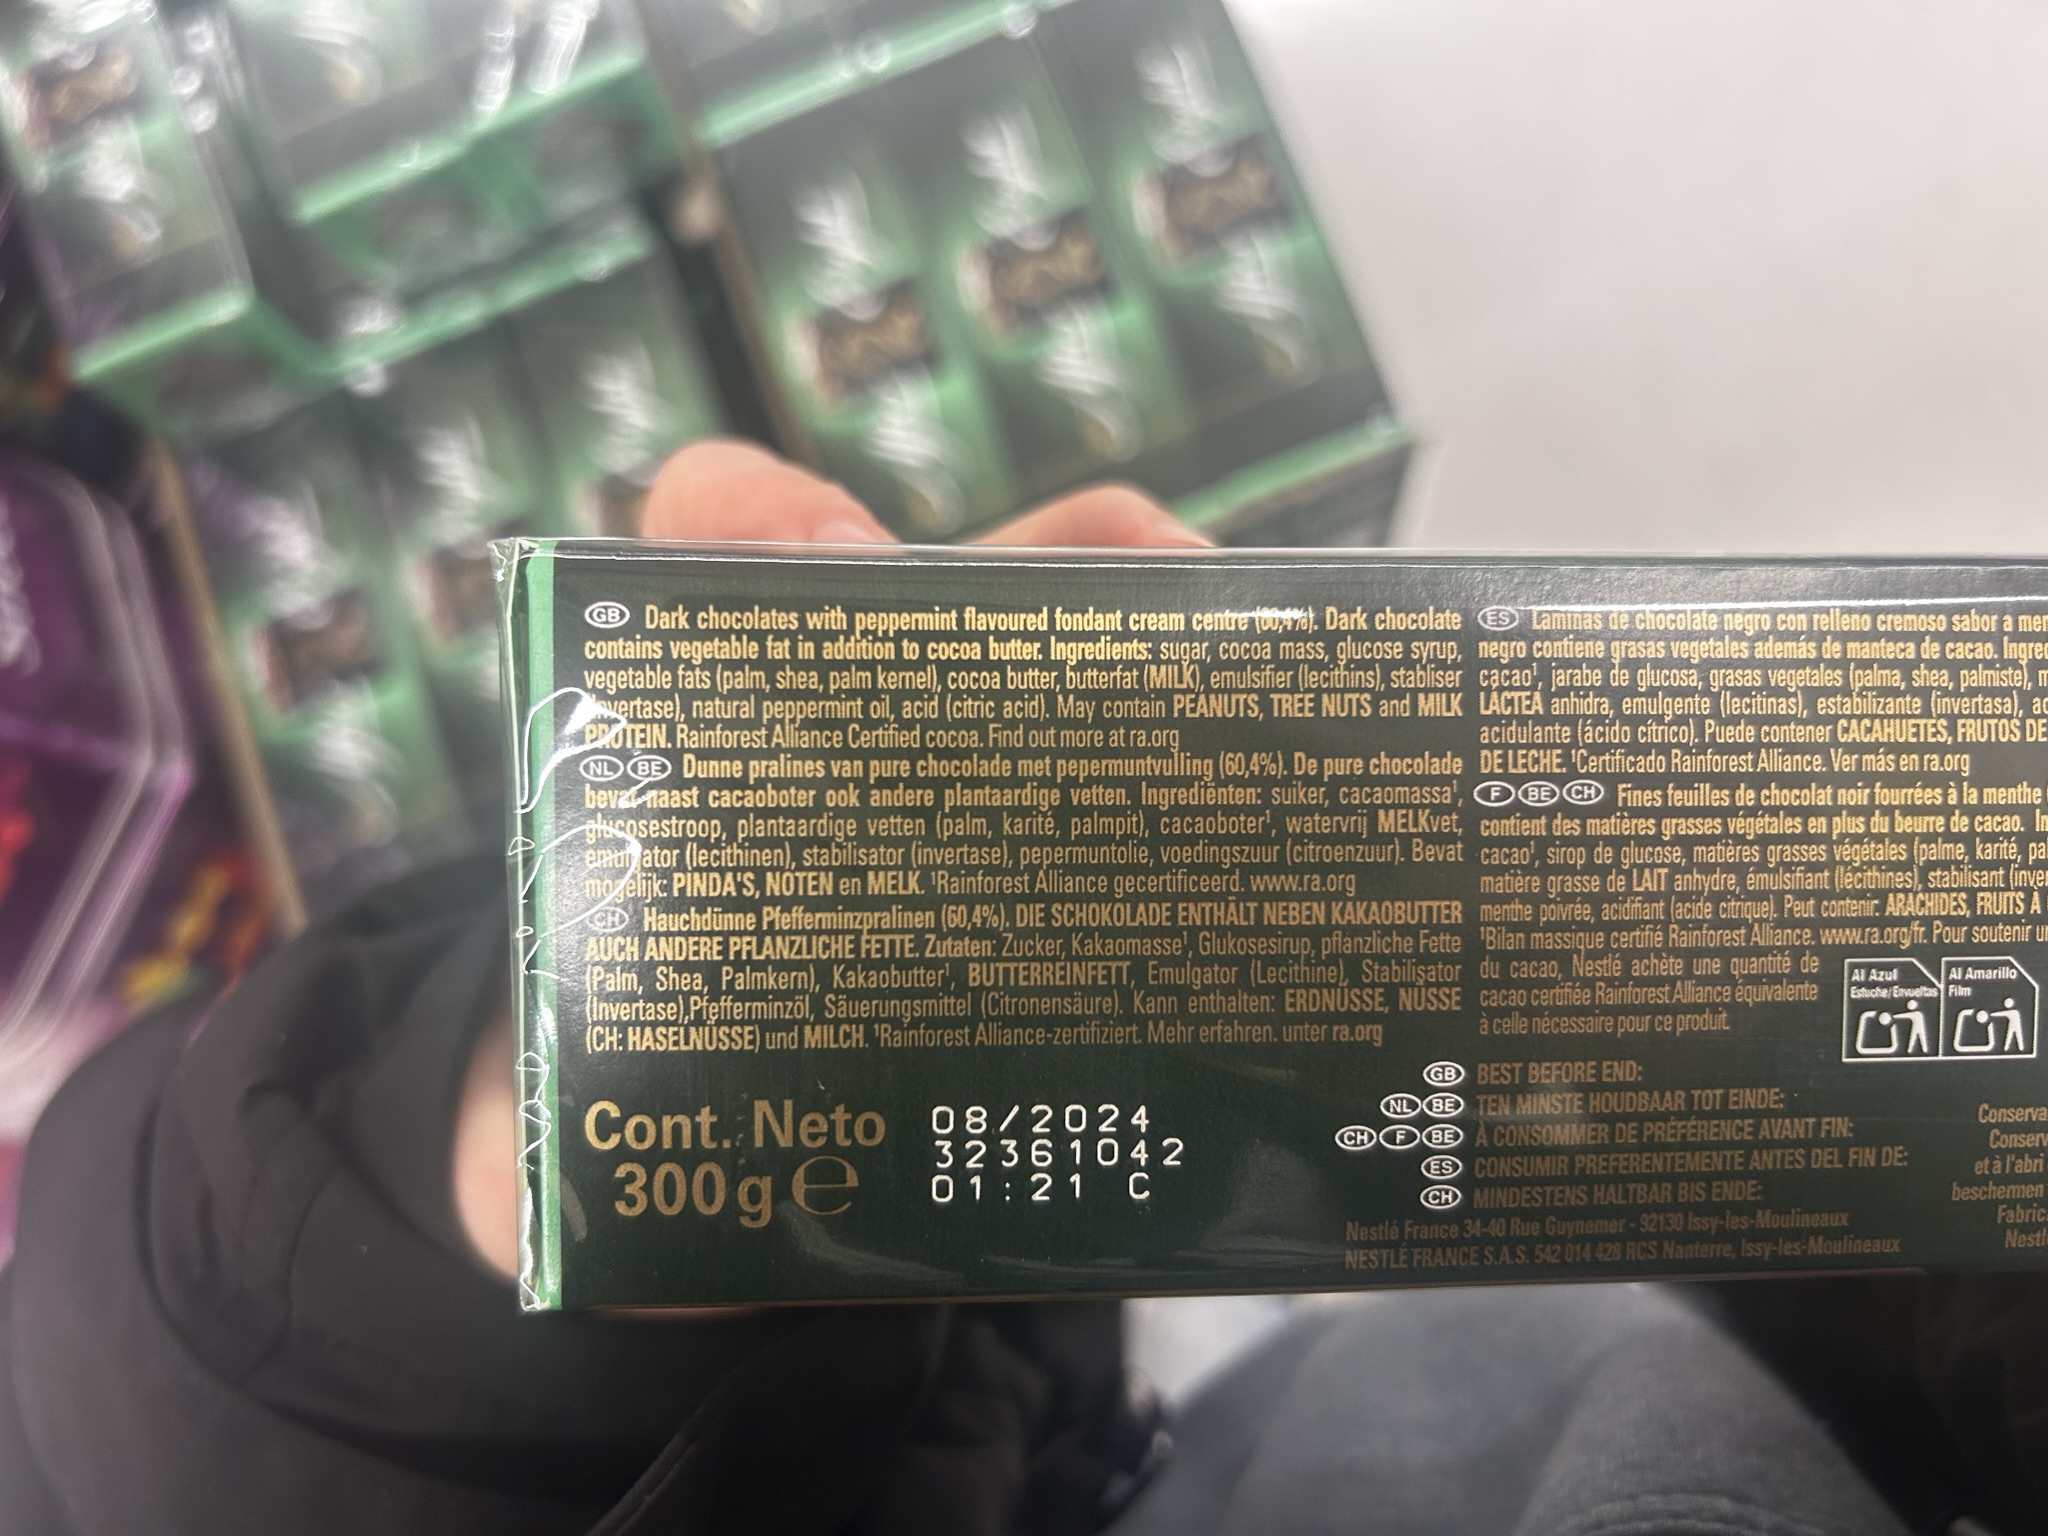 GB Dark chocolates with peppermint flavoured fondant cream centre (60,4%). Dark chocolate
contains vegetable fat in addition to cocoa butter. Ingredients: sugar, cocoa mass, glucose syrup,
vegetable fats (palm, shea, palm kernel), cocoa butter, butterfat (MILK), emulsifier (lecithins), stabliser
(invertase), natural peppermint oil, acid (citric acid). May contain PEANUTS, TREE NUTS and MILK
PROTEIN. Rainforest Alliance Certified cocoa. Find out more at ra.org
NL BE Dunne pralines van pure chocolade met pepermuntvulling (60,4%). De pure chocolade
bevat naast cacaoboter ook andere plantaardige vetten. Ingrediënten: suiker, cacaomassa¹,
glucosestroop, plantaardige vetten (palm, karité, palmpit), cacaoboter¹, watervrij MELKvet,
emulgator (lecithinen), stabilisator (invertase), pepermuntolie, voedingszuur (citroenzuur). Bevat
mogelijk: PINDA'S, NOTEN en MELK. ¹Rainforest Alliance gecertificeerd. www.ra.org
CH Hauchdünne Pfefferminzpralinen (60,4%). DIE SCHOKOLADE ENTHÄLT NEBEN KAKAOBUTTER
AUCH ANDERE PFLANZLICHE FETTE. Zutaten: Zucker, Kakaomasse¹, Glukosesirup, pflanzliche Fette
(Palm, Shea, Palmkern), Kakaobutter¹, BUTTERREINFETT, Emulgator (Lecithine), Stabilisator
(Invertase),Pfefferminzöl, Säuerungsmittel (Citronensäure). Kann enthalten: ERDNÜSSE, NÜSSE
(CH: HASELNÜSSE) und MILCH. ¹Rainforest Alliance-zertifiziert. Mehr erfahren. unter ra.org
Cont. Neto
300 g ℮
08/2024
32361042
01:21 C
ES Laminas de chocolate negro con relleno cremoso sabor a
negro contiene grasas vegetales además de manteca de cacao.
cacao¹, jarabe de glucosa, grasas vegetales (palma, shea, palmiste),
LÁCTEA anhidra, emulgente (lecitinas), estabilizante (invertasa),
acidulante (ácido cítrico). Puede contener CACAHUETES, FRUTOS DE
DE LECHE. ¹Certificado Rainforest Alliance. Ver más en ra.org
F BE CH Fines feuilles de chocolat noir fourrées à la menthe
contient des matières grasses végétales en plus du beurre de cacao.
cacao¹, sirop de glucose, matières grasses végétales (palme, karité,
matière grasse de LAIT anhydre, émulsifiant (lécithines), stabilisant
menthe poivrée, acidifiant (acide citrique). Peut contenir: ARACHIDES, FRUITS À
¹Bilan massique certifié Rainforest Alliance. www.ra.org/fr. Pour soutenir
du cacao, Nestlé achète une quantité de
cacao certifiée Rainforest Alliance équivalente
à celle nécessaire pour ce produit.
Al Azul
Estuche/Envueltas
Al Amarillo
Film
GB BEST BEFORE END:
NL BE TEN MINSTE HOUDBAAR TOT EINDE:
CH F BE À CONSOMMER DE PRÉFÉRENCE AVANT FIN:
ES CONSUMIR PREFERENTEMENTE ANTES DEL FIN DE:
CH MINDESTENS HALTBAR BIS ENDE:
Nestlé France 34-40 Rue Guynemer - 92130 Issy-les-Moulineaux
NESTLÉ FRANCE S.A.S. 542 014 428 RCS Nanterre, Issy-les-Moulineaux
et à l'abri
beschermen